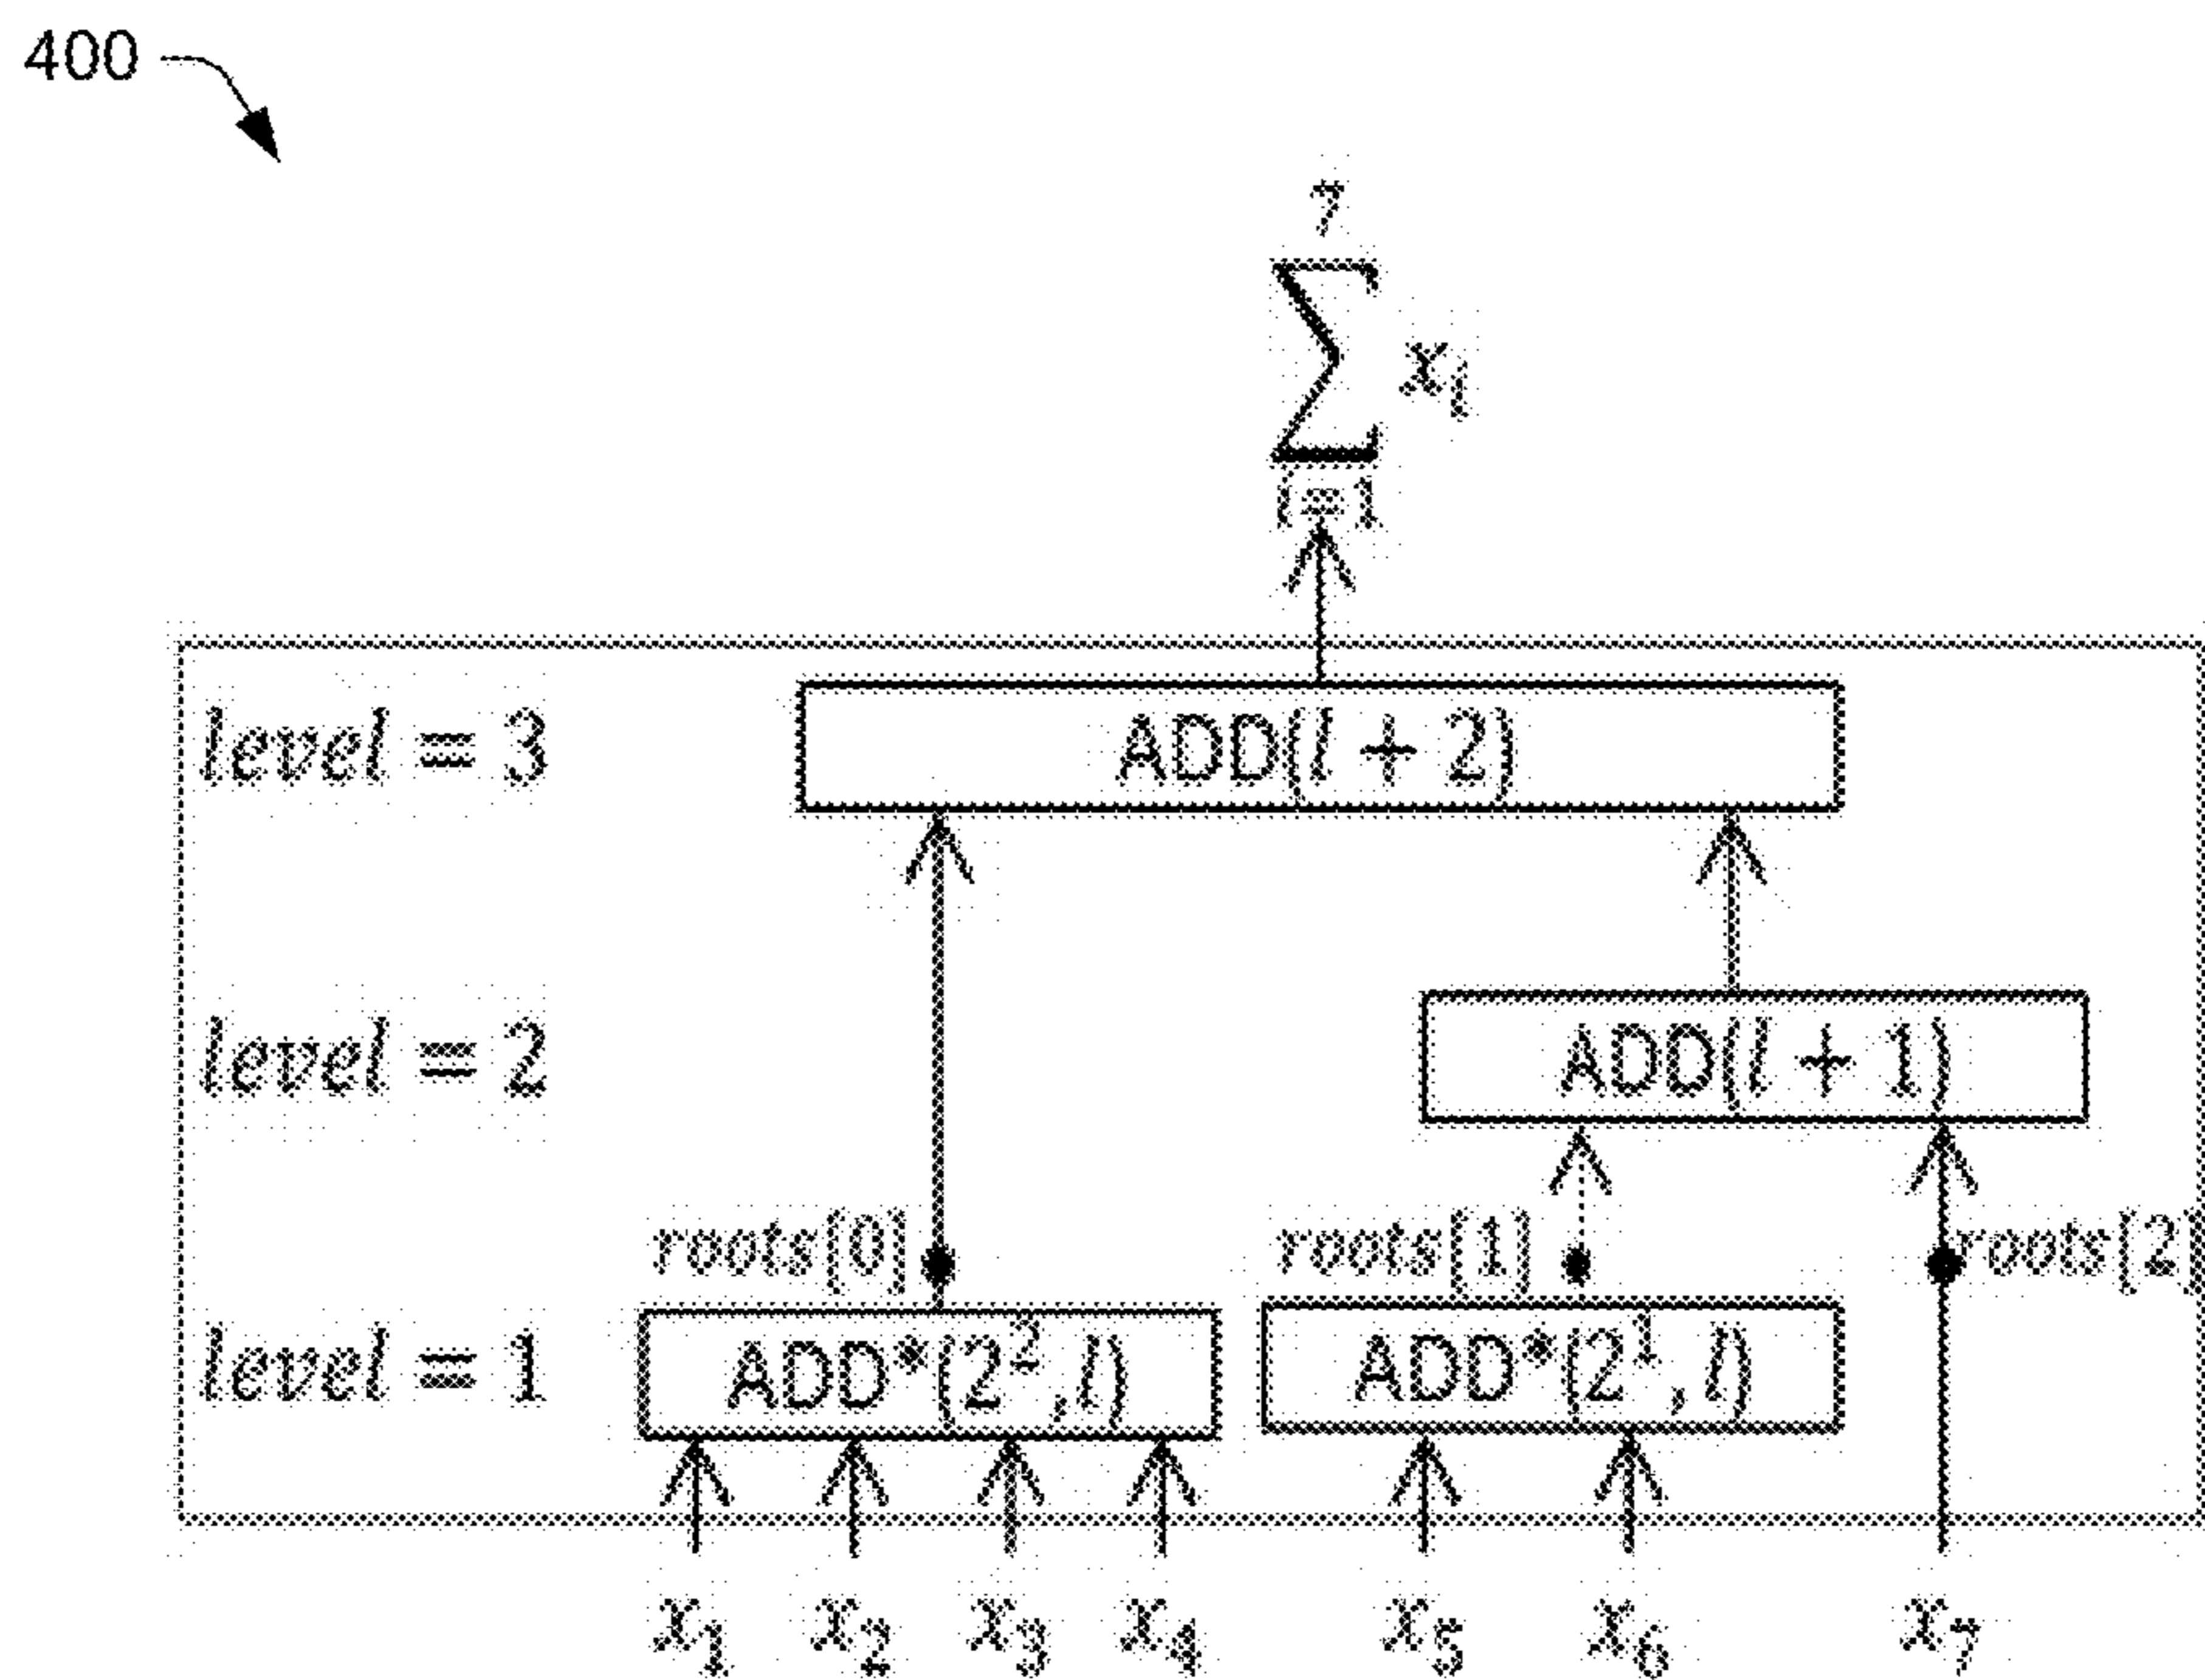 400
7
∑ xᵢ
i=1
level = 3
ADD(l + 2)
level = 2
ADD(l + 1)
roots[0]
roots[1]
roots[2]
level = 1
ADD*(2², l)
ADD*(2¹, l)
x₁ x₂ x₃ x₄ x₅ x₆ x₇